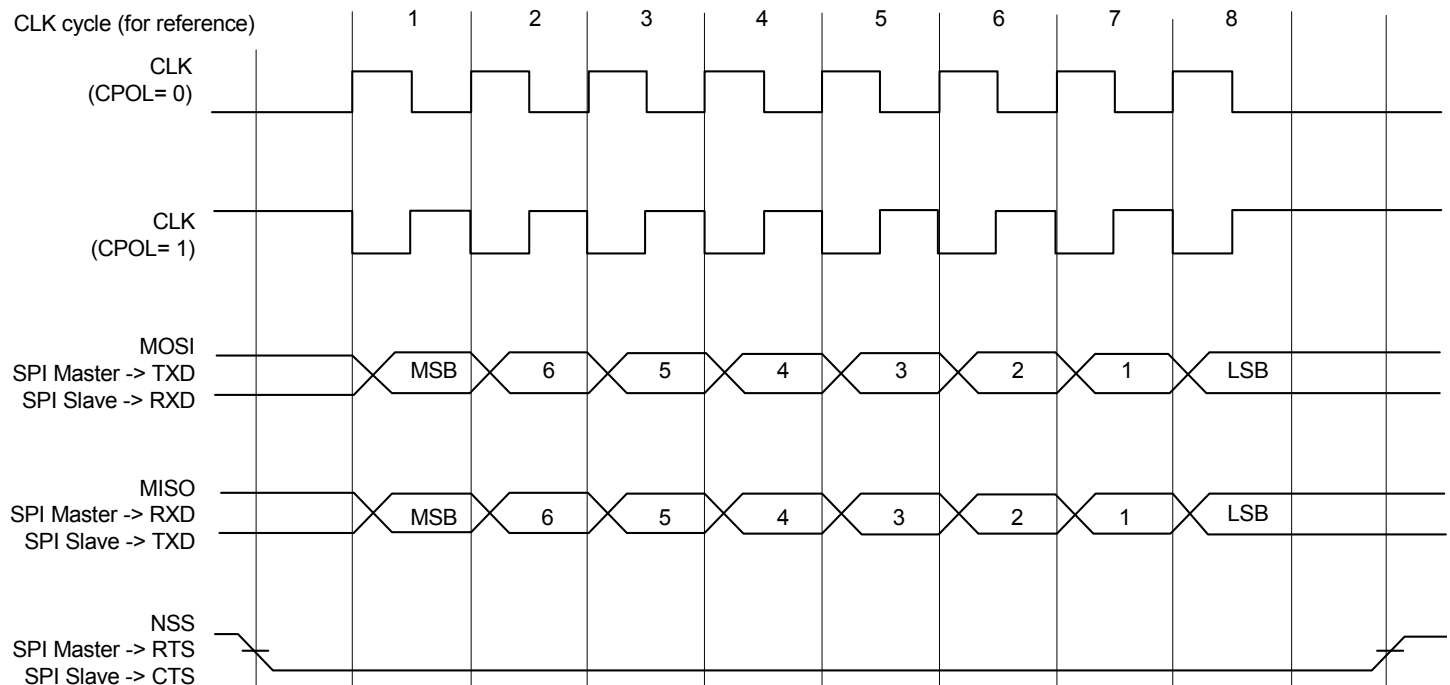 CLK cycle (for reference)
1 2 3 4 5 6 7 8
CLK
(CPOL= 0)
CLK
(CPOL= 1)
MOSI
SPI Master -> TXD
SPI Slave -> RXD
MSB 6 5 4 3 2 1 LSB
MISO
SPI Master -> RXD
SPI Slave -> TXD
MSB 6 5 4 3 2 1 LSB
NSS
SPI Master -> RTS
SPI Slave -> CTS